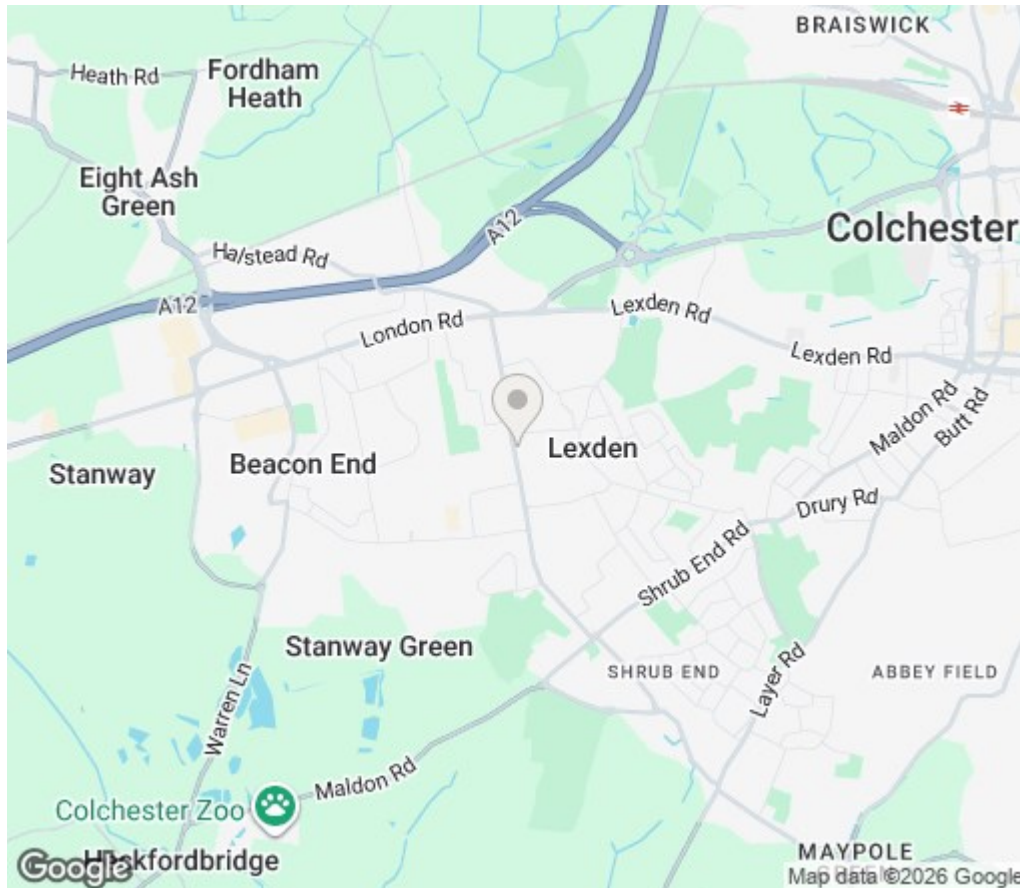 BRAISWICK
Heath Rd
Fordham
Heath
Eight Ash
Green
A12
Colchester
Halstead Rd
A12
London Rd
Lexden Rd
Lexden Rd
Maldon Rd
Butt Rd
Stanway
Beacon End
Lexden
Drury Rd
Shrub End Rd
Stanway Green
SHRUB END
ABBEY FIELD
Layer Rd
Warren Ln
Maldon Rd
Colchester Zoo
Google
MAYPOLE
Map data ©2026 Google